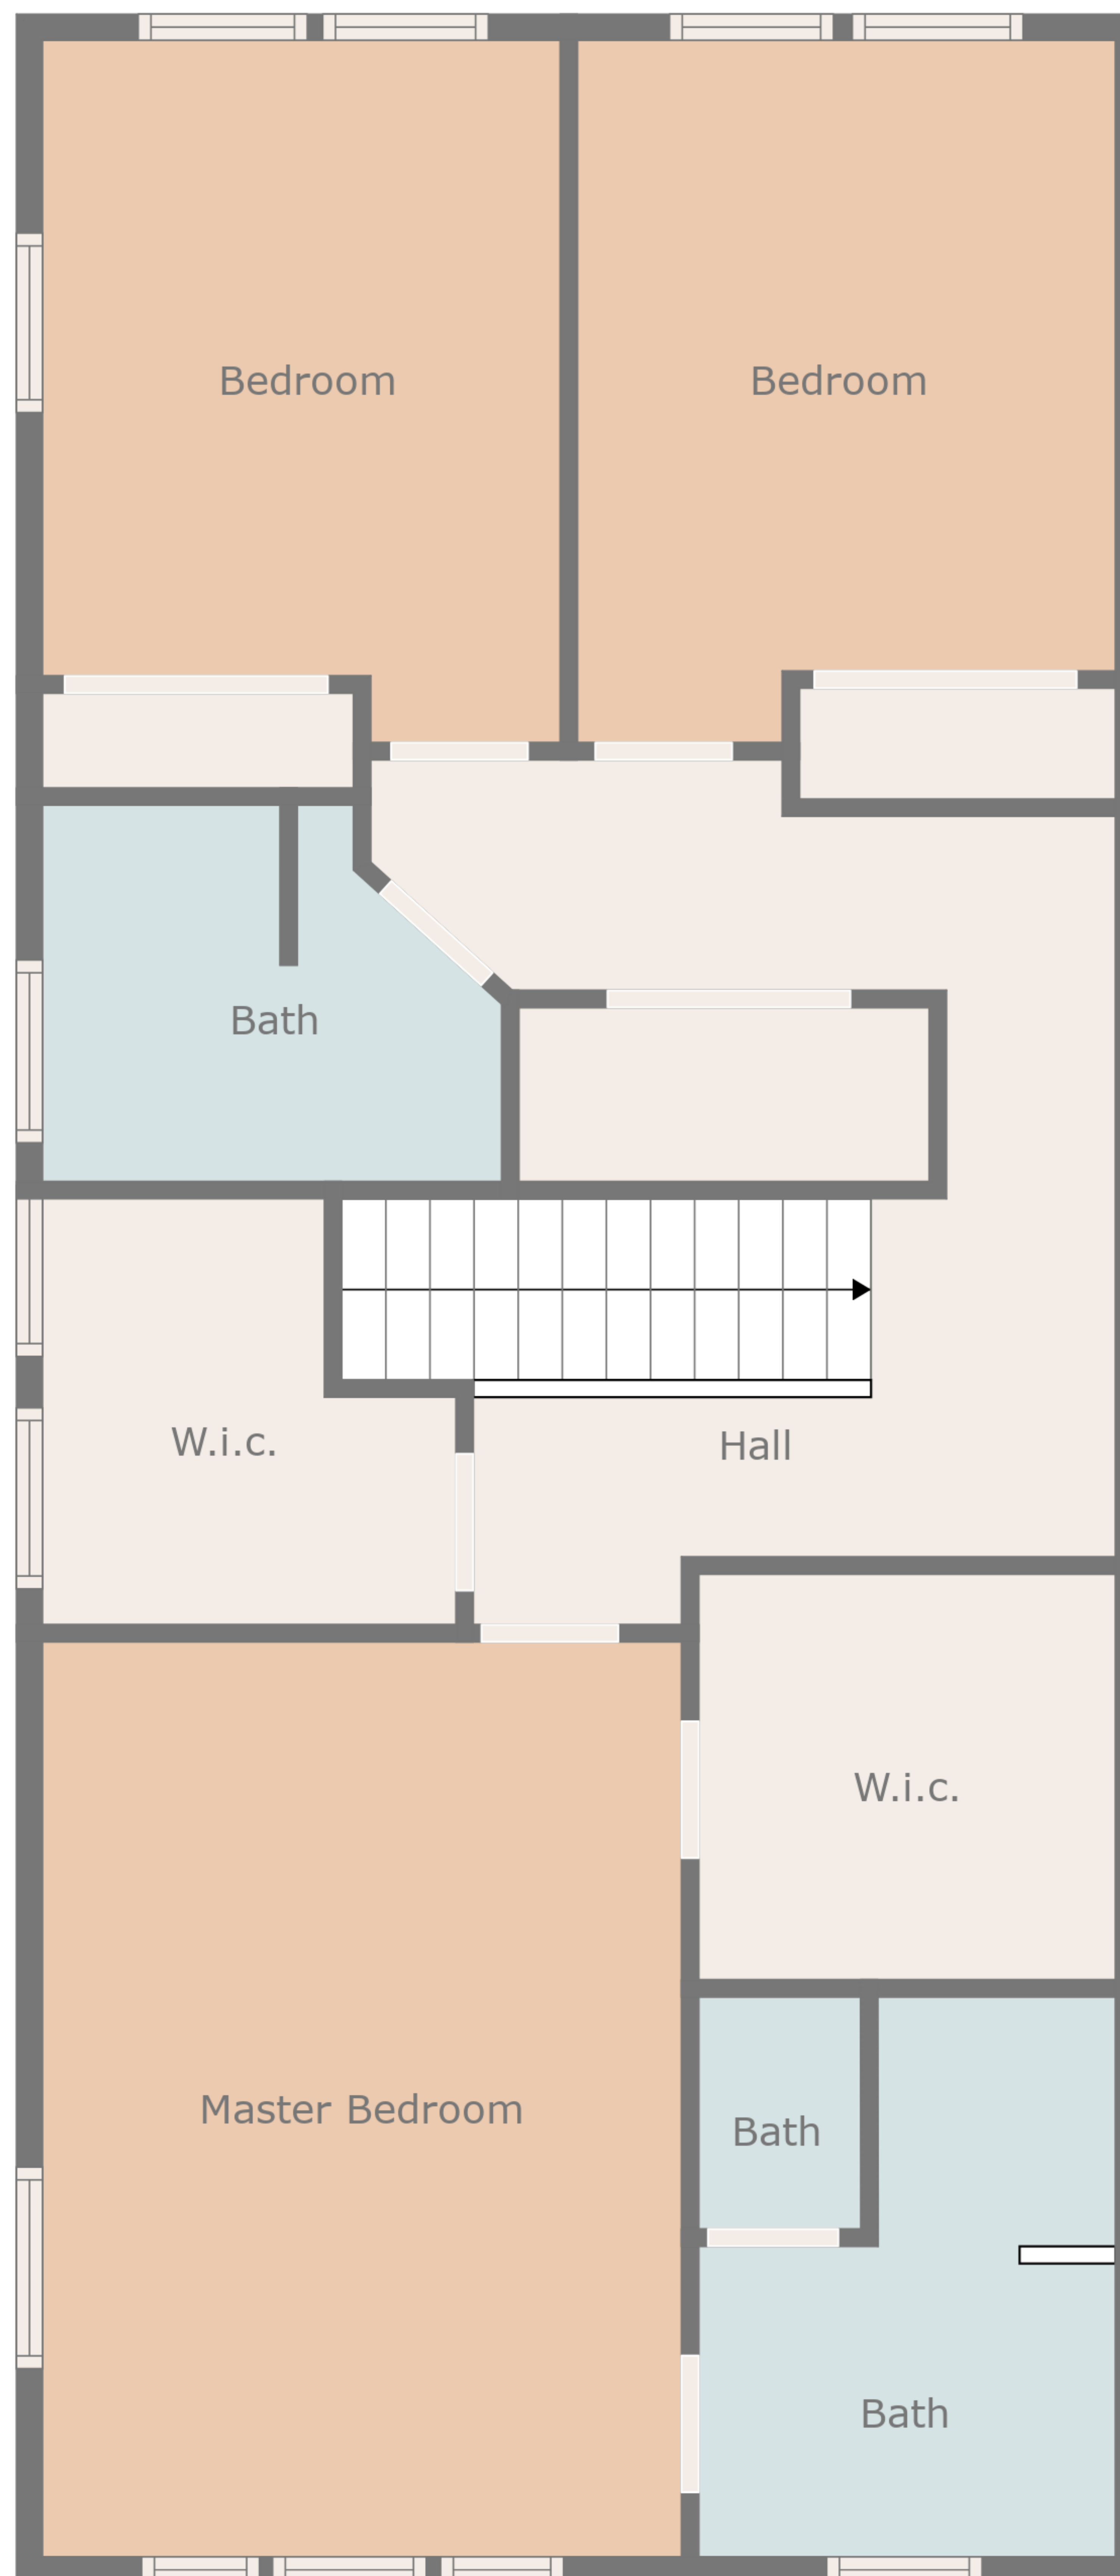 Bedroom
Bedroom
Bath
W.i.c.
Hall
W.i.c.
Master Bedroom
Bath
Bath